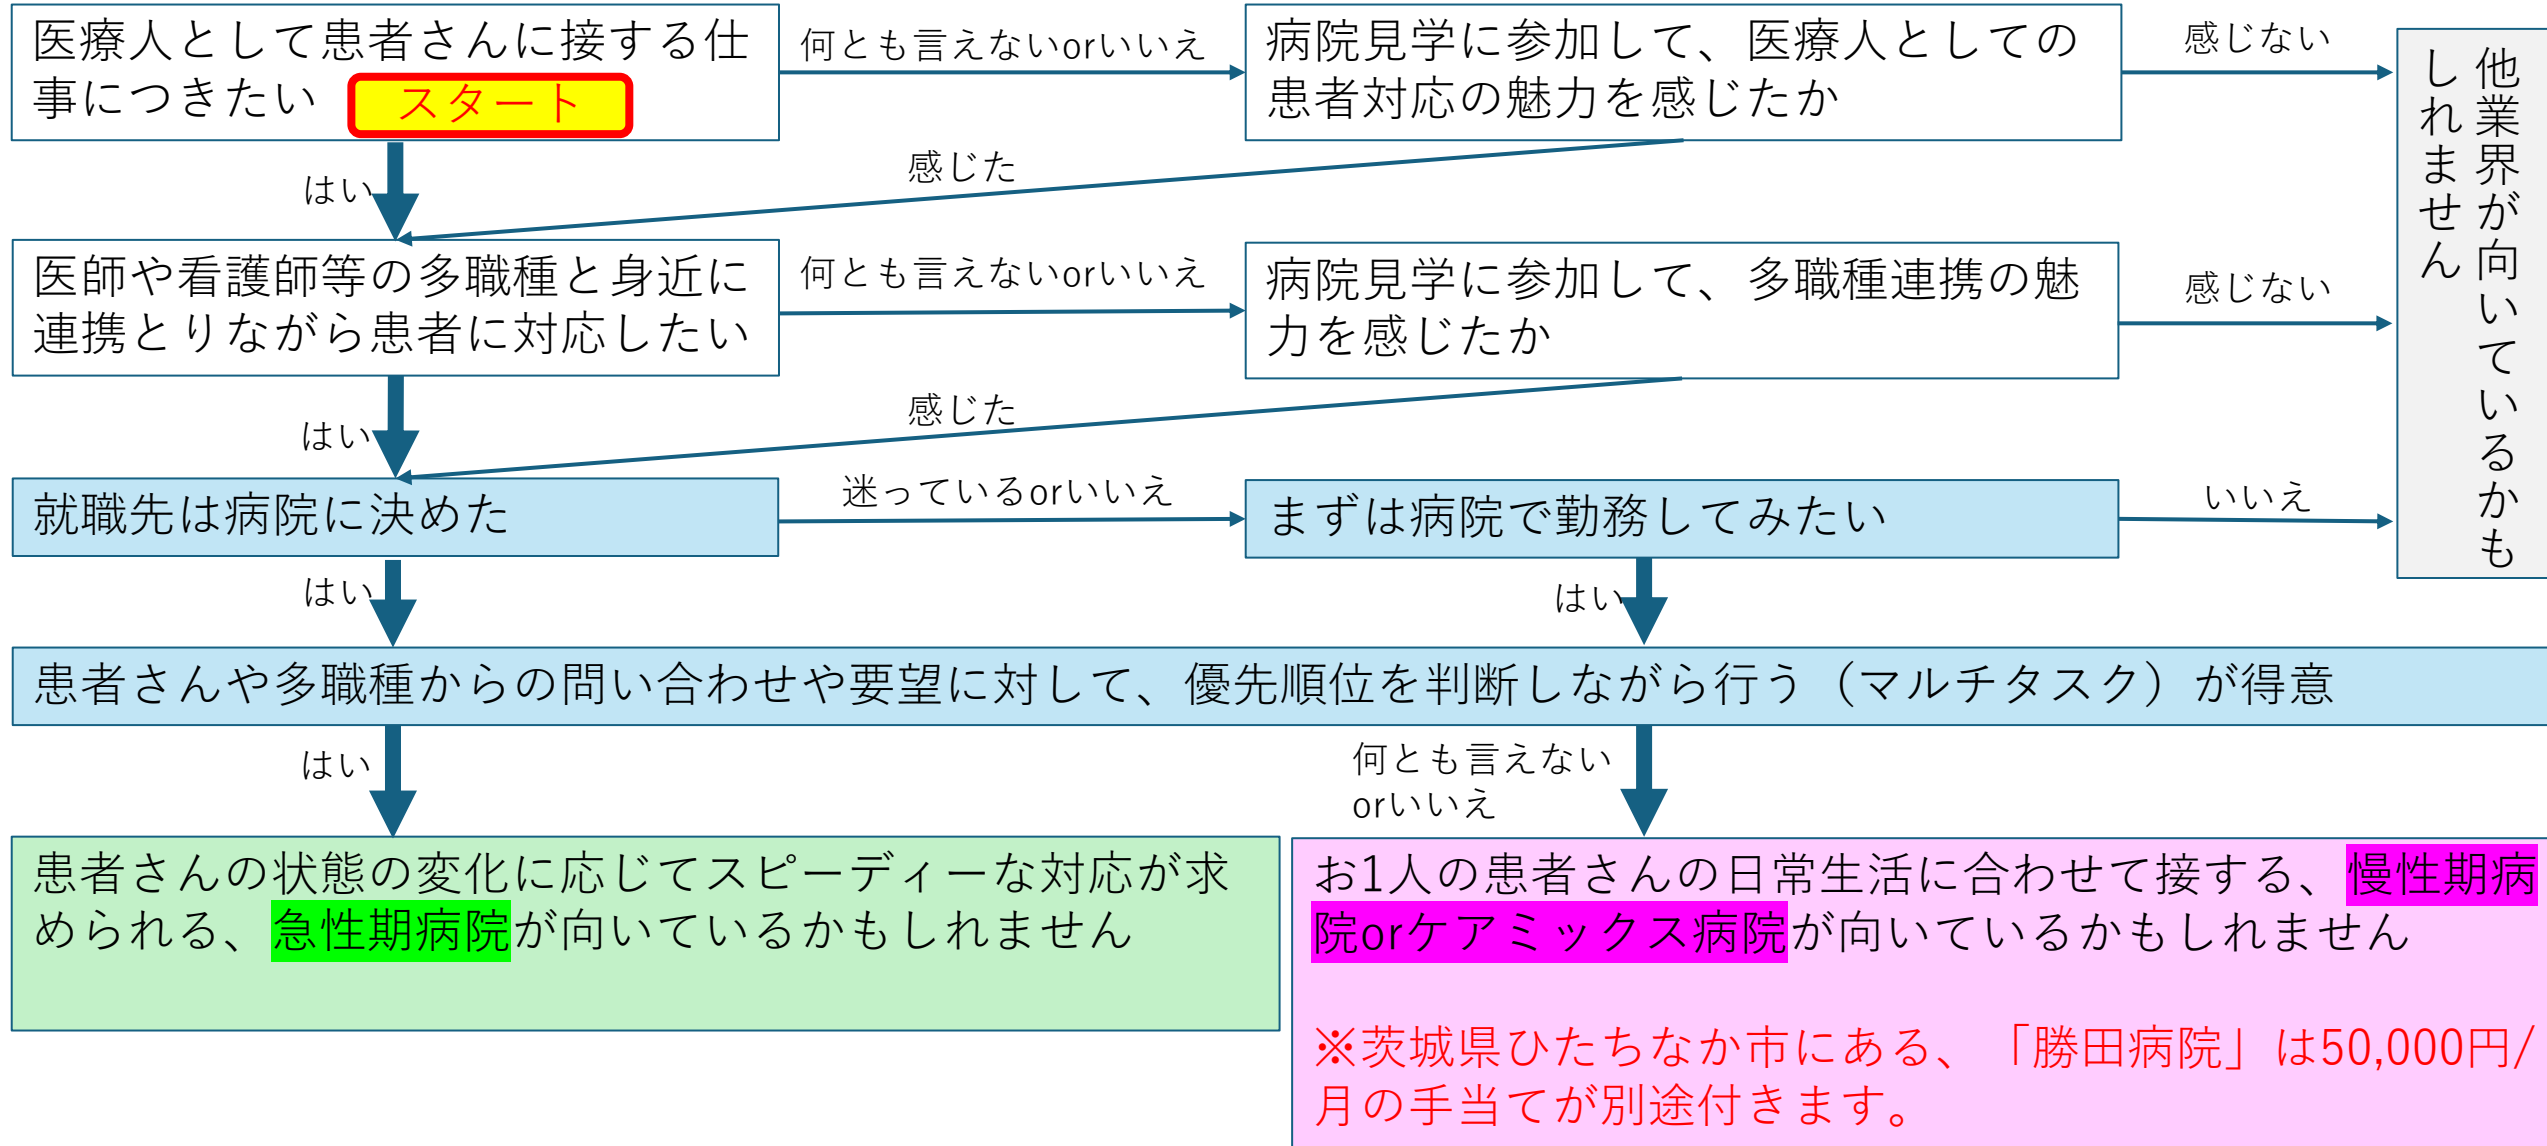 医療人として患者さんに接する仕
事につきたい
スタート
何とも言えないorいいえ
病院見学に参加して、医療人としての
患者対応の魅力を感じたか
感じない
他業界が向いているかも
しれません
はい
感じた
医師や看護師等の多職種と身近に
連携とりながら患者に対応したい
何とも言えないorいいえ
病院見学に参加して、多職種連携の魅
力を感じたか
感じない
はい
感じた
就職先は病院に決めた
迷っているorいいえ
まずは病院で勤務してみたい
いいえ
はい
はい
患者さんや多職種からの問い合わせや要望に対して、優先順位を判断しながら行う（マルチタスク）が得意
はい
何とも言えない
orいいえ
患者さんの状態の変化に応じてスピーディーな対応が求
められる、急性期病院が向いているかもしれません
お1人の患者さんの日常生活に合わせて接する、慢性期病
院orケアミックス病院が向いているかもしれません
※茨城県ひたちなか市にある、「勝田病院」は50,000円/
月の手当てが別途付きます。